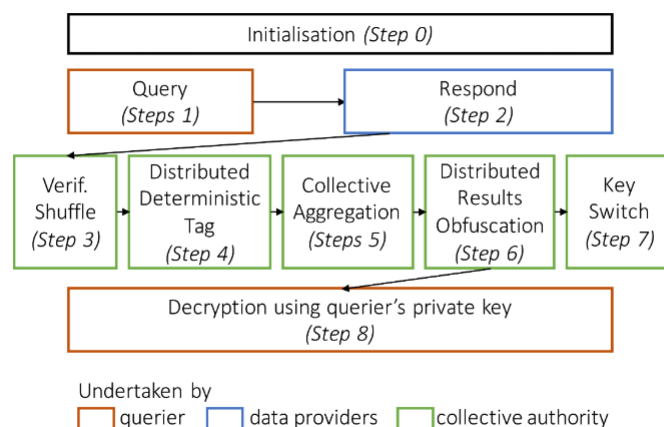 Initialisation (Step 0)
Query
(Steps 1)
Respond
(Step 2)
Verif.
Shuffle
(Step 3)
Distributed
Deterministic
Tag
(Step 4)
Collective
Aggregation
(Steps 5)
Distributed
Results
Obfuscation
(Step 6)
Key
Switch
(Step 7)
Decryption using querier's private key
(Step 8)
Undertaken by
querier
data providers
collective authority